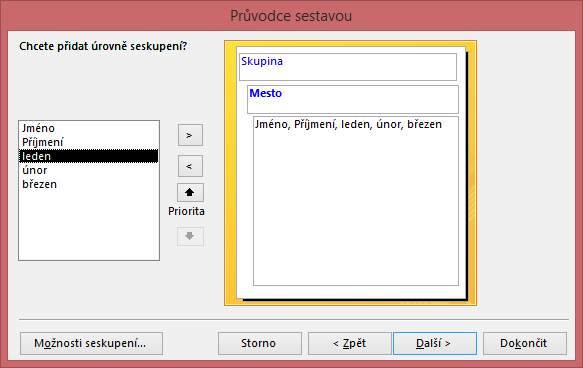 Průvodce sestavou
Chcete přidat úrovně seskupení?
Skupina
Mesto
Jméno, Příjmení, leden, únor, březen
Jméno
Příjmení
leden
únor
březen
>
<
Priorita
Možnosti seskupení...
Storno
< Zpět
Další >
Dokončit